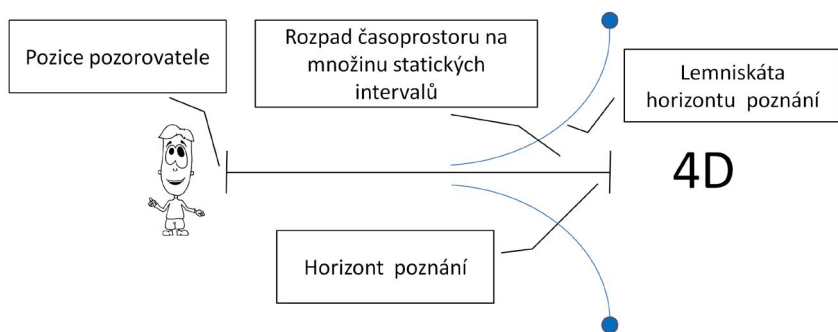 Pozice pozorovatele
Rozpad časoprostoru na
množinu statických
intervalů
Lemniskáta
horizontu poznání
4D
Horizont poznání